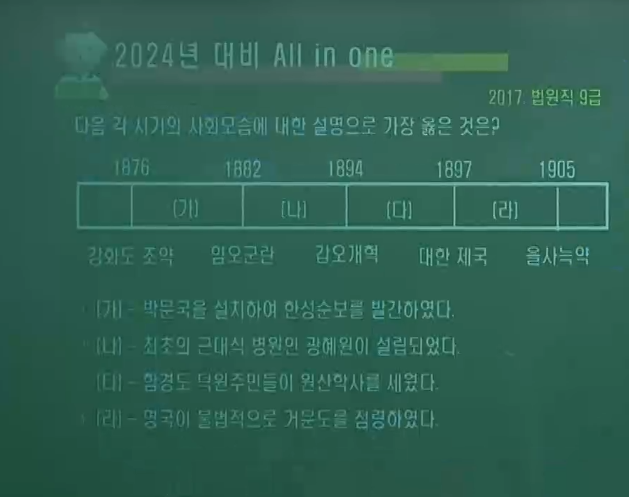 2024년 대비 All in one
2017. 법원직 9급
다음 각 시기의 사회모습에 대한 설명으로 가장 옳은 것은?
1876 1882 1894 1897 1905
(가) (나) (다) (라)
강화도 조약 임오군란 갑오개혁 대한 제국 을사늑약
(가) - 박문국을 설치하여 한성순보를 발간하였다.
(나) - 최초의 근대식 병원인 광혜원이 설립되었다.
(다) - 함경도 덕원주민들이 원산학사를 세웠다.
(라) - 영국이 불법적으로 거문도를 점령하였다.